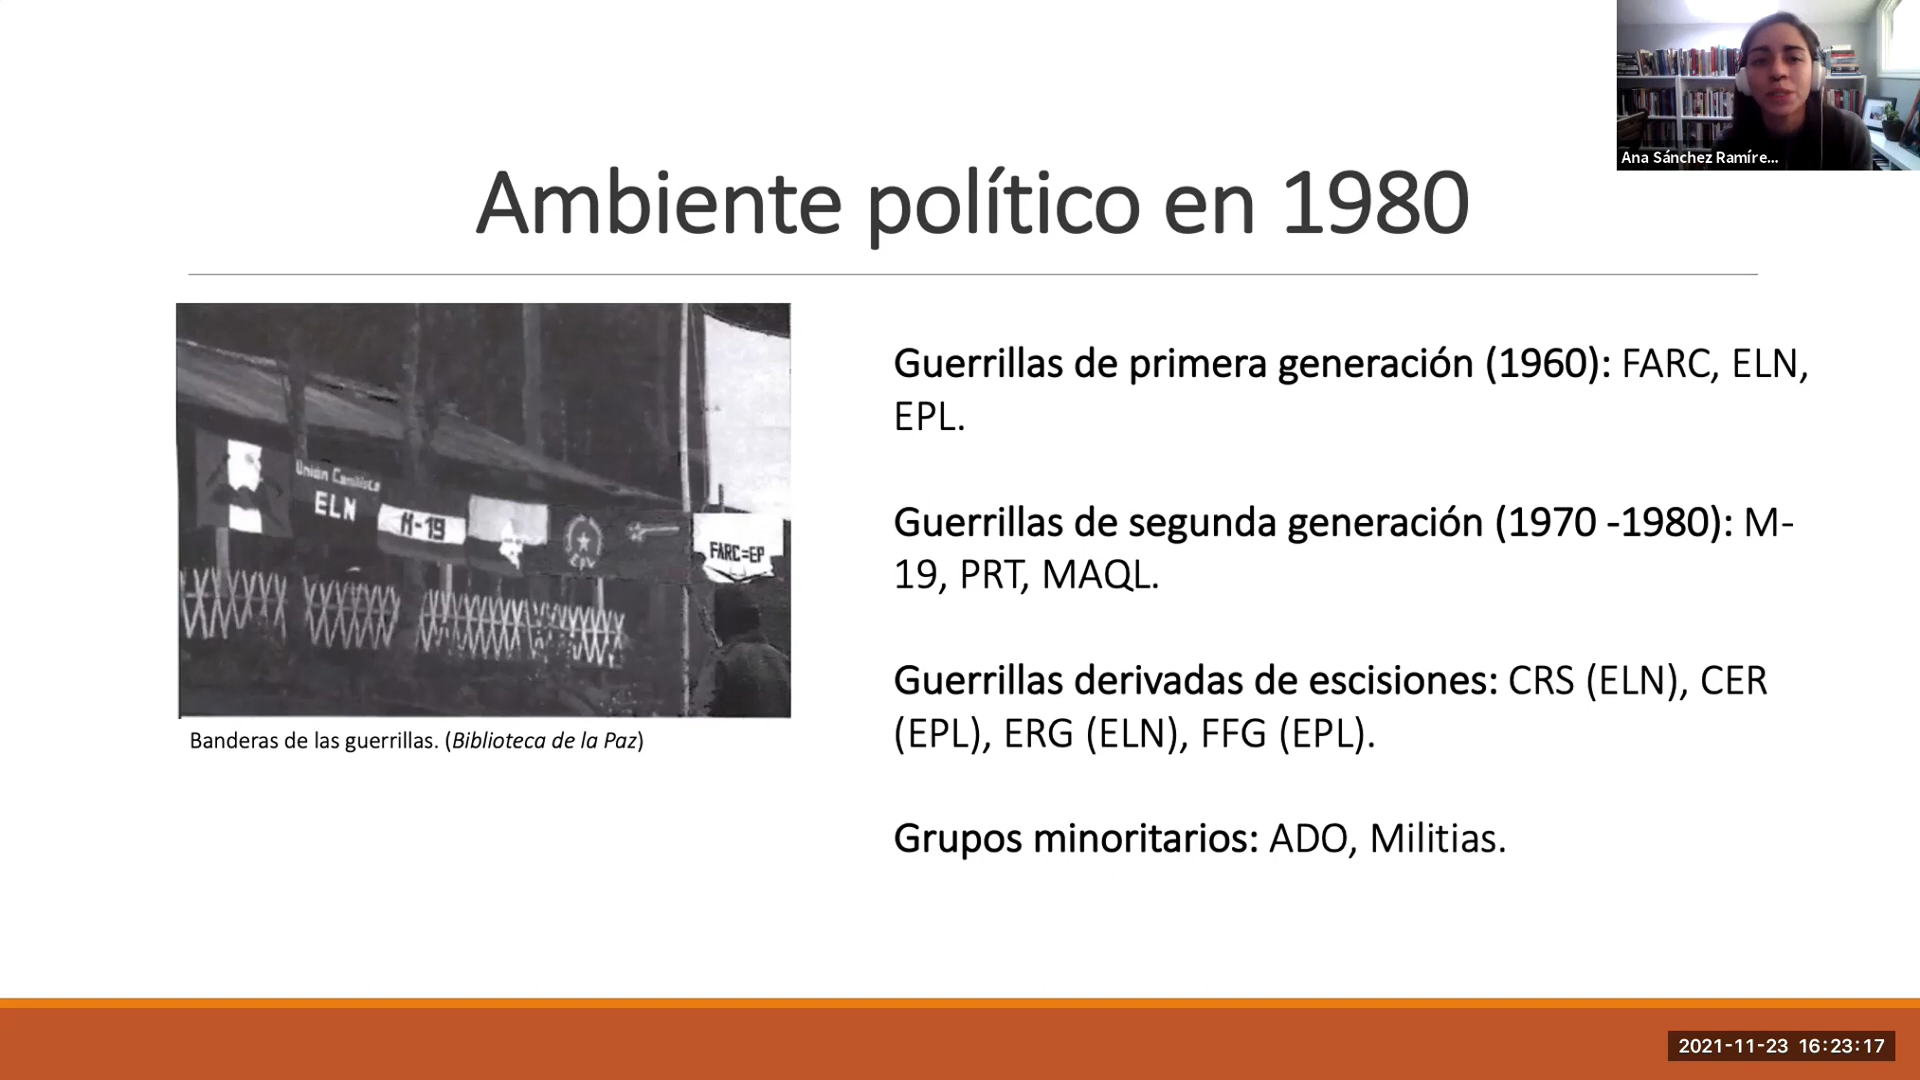 Ana Sánchez Ramíre...
Ambiente político en 1980
Unión Camilista
ELN
M-19
EPL
FARC=EP
Banderas de las guerrillas. (Biblioteca de la Paz)
Guerrillas de primera generación (1960): FARC, ELN,
EPL.
Guerrillas de segunda generación (1970 -1980): M-
19, PRT, MAQL.
Guerrillas derivadas de escisiones: CRS (ELN), CER
(EPL), ERG (ELN), FFG (EPL).
Grupos minoritarios: ADO, Militias.
2021-11-23 16:23:17